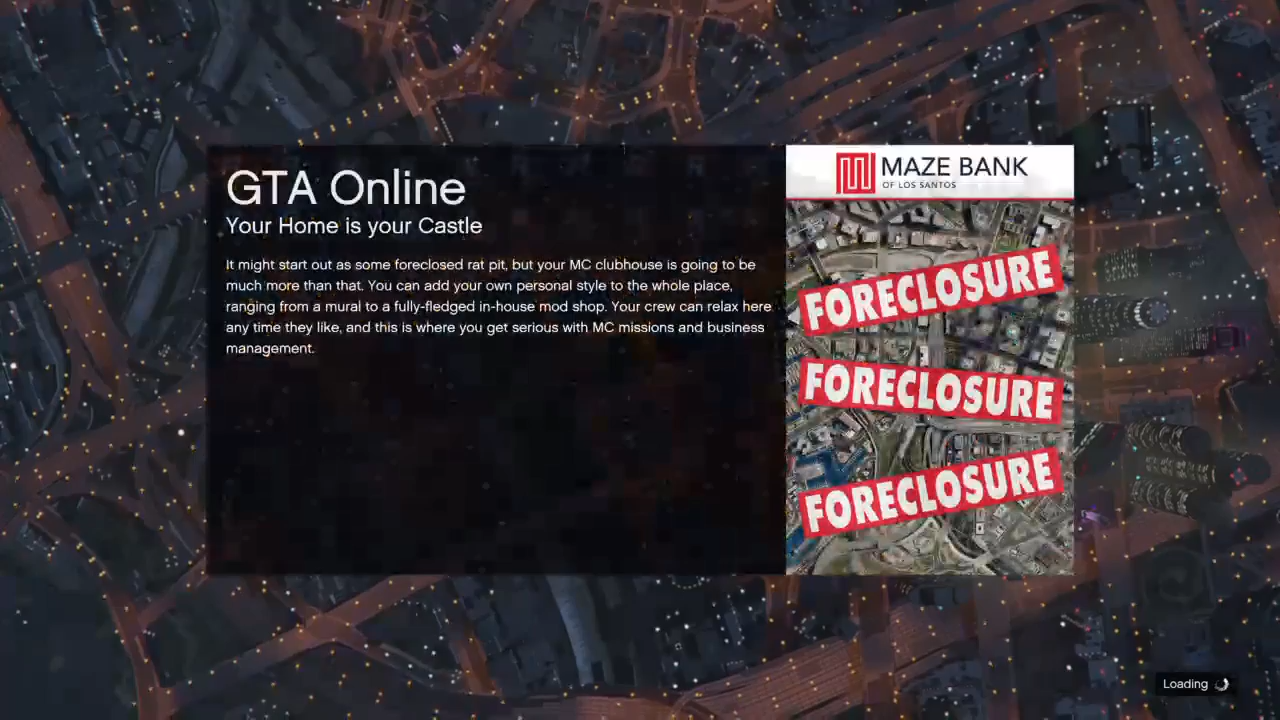 GTA Online
Your Home is your Castle
It might start out as some foreclosed rat pit, but your MC clubhouse is going to be
much more than that. You can add your own personal style to the whole place,
ranging from a mural to a fully-fledged in-house mod shop. Your crew can relax here
any time they like, and this is where you get serious with MC missions and business
management.
MAZE BANK
OF LOS SANTOS
FORECLOSURE
FORECLOSURE
FORECLOSURE
Loading